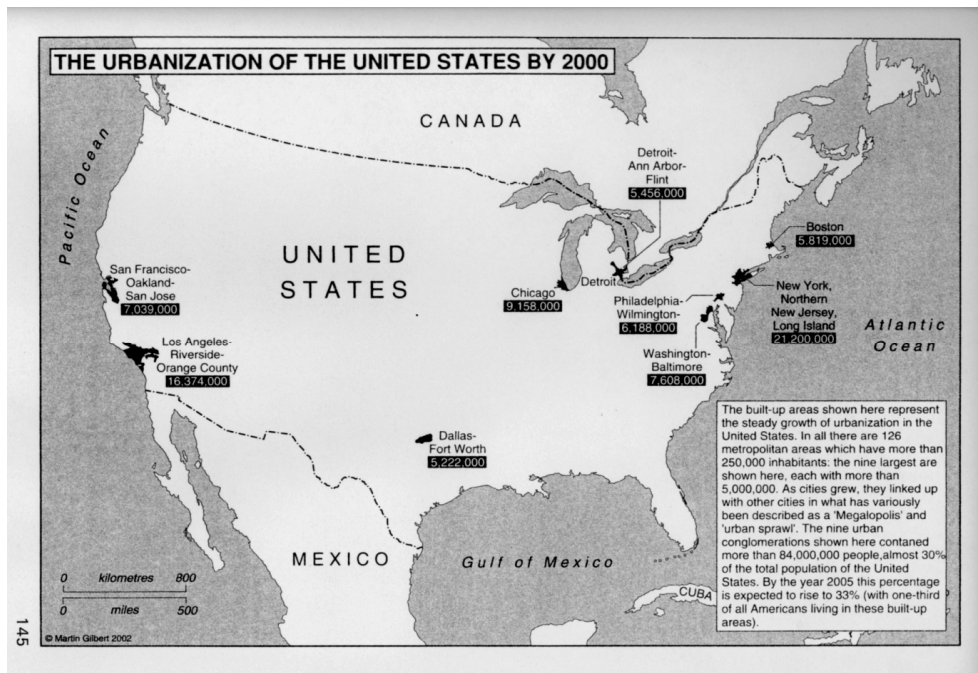 THE URBANIZATION OF THE UNITED STATES BY 2000
CANADA
Pacific Ocean
Detroit-
Ann Arbor-
Flint
5,456,000
Boston
5,819,000
UNITED
STATES
San Francisco-
Oakland-
San Jose
7,039,000
Detroit
Chicago
9,158,000
Philadelphia-
Wilmington-
6,188,000
New York,
Northern
New Jersey,
Long Island
21,200,000
Atlantic
Ocean
Los Angeles-
Riverside-
Orange County
16,374,000
Washington-
Baltimore
7,608,000
Dallas-
Fort Worth
5,222,000
The built-up areas shown here represent
the steady growth of urbanization in the
United States. In all there are 126
metropolitan areas which have more than
250,000 inhabitants: the nine largest are
shown here, each with more than
5,000,000. As cities grew, they linked up
with other cities in what has variously
been described as a 'Megalopolis' and
'urban sprawl'. The nine urban
conglomerations shown here contaned
more than 84,000,000 people,almost 30%
of the total population of the United
States. By the year 2005 this percentage
is expected to rise to 33% (with one-third
of all Americans living in these built-up
areas).
MEXICO
Gulf of Mexico
CUBA
0 kilometres 800
0 miles 500
© Martin Gilbert 2002
145